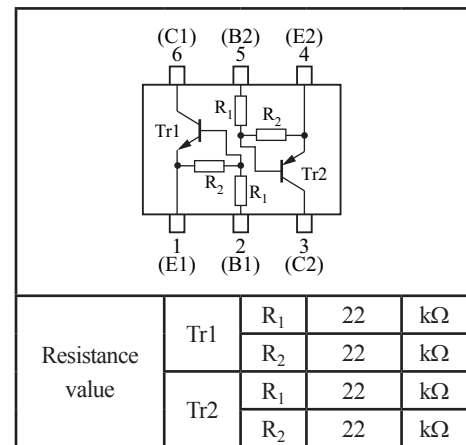 (C1) (B2) (E2)
6 5 4
R₁
R₂
Tr1
Tr2
R₂
R₁
1 2 3
(E1) (B1) (C2)
Resistance value Tr1 R₁ 22 kΩ
R₂ 22 kΩ
Tr2 R₁ 22 kΩ
R₂ 22 kΩ